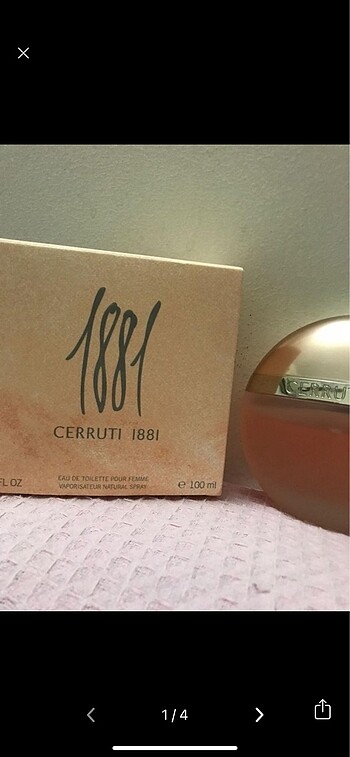 1881
CERRUTI 1881
FL OZ
EAU DE TOILETTE POUR FEMME
VAPORISATEUR NATURAL SPRAY
℮ 100 ml
CERRUTI
1/4